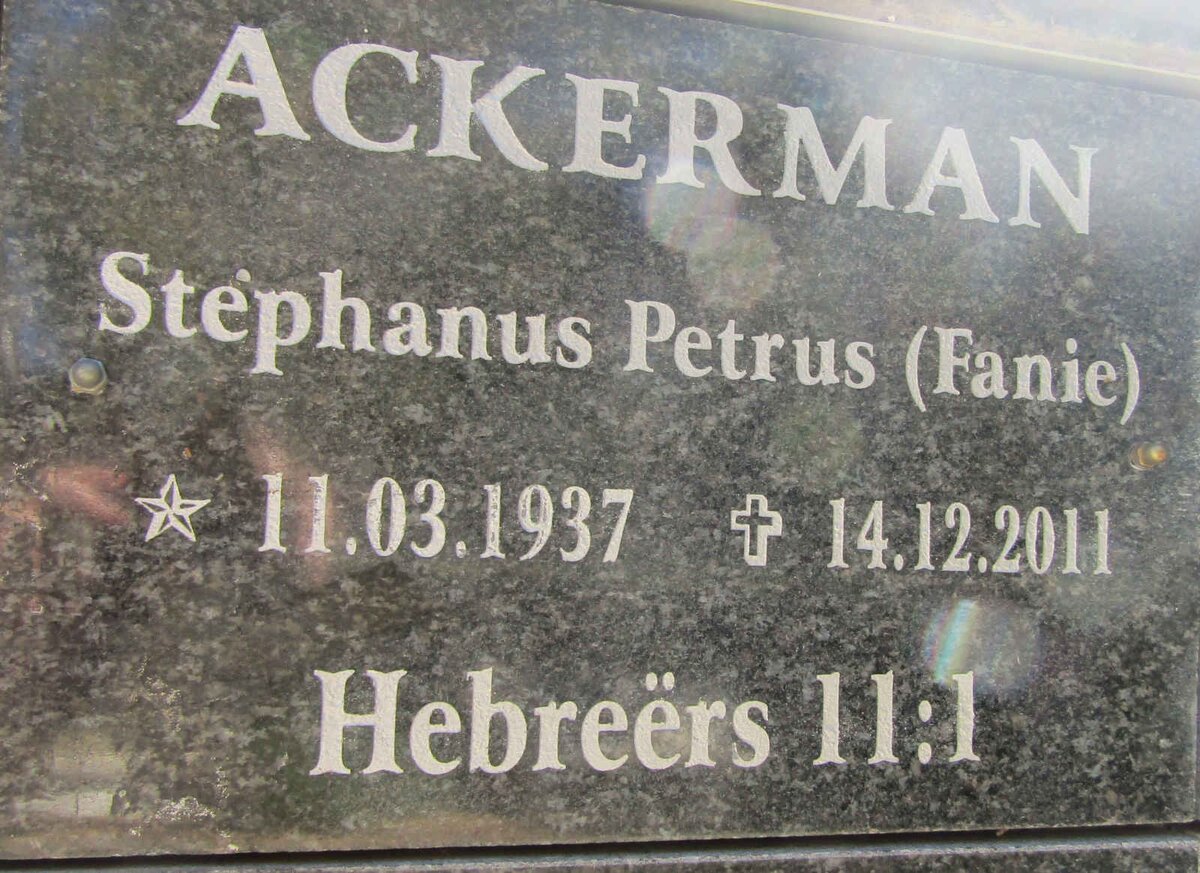 ACKERMAN
Stephanus Petrus (Fanie)
11.03.1937 14.12.2011
Hebreërs 11:1